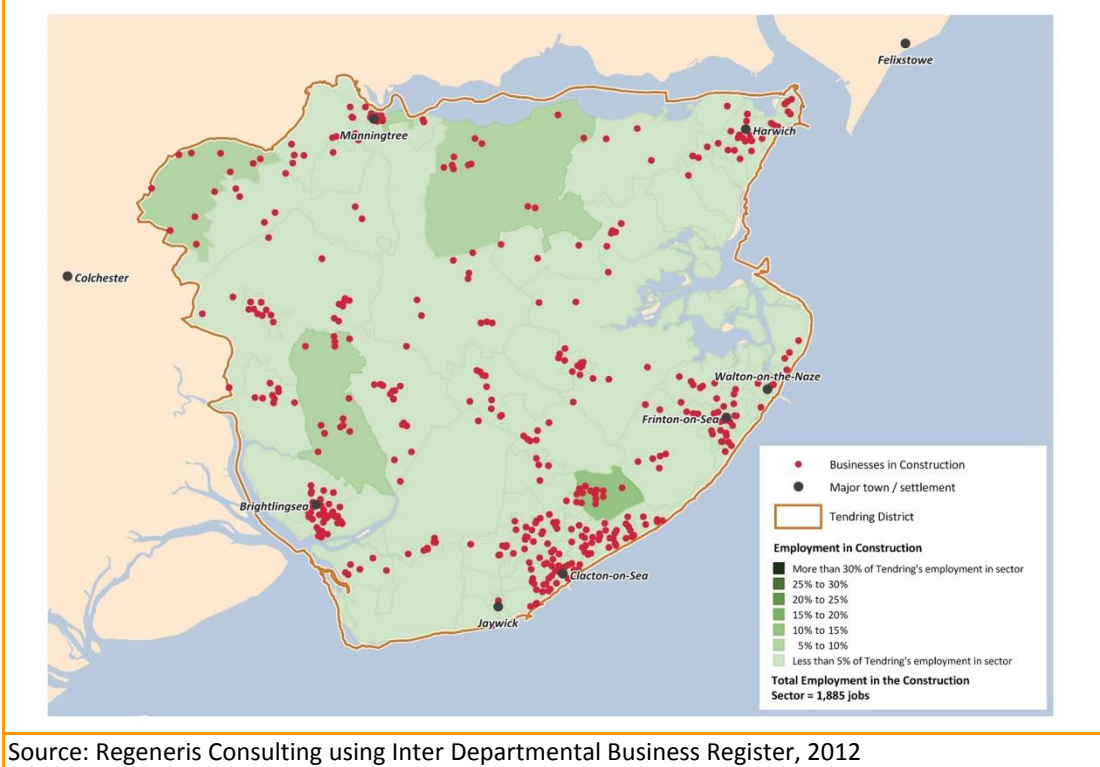 Felixstowe
Manningtree
Harwich
Colchester
Walton-on-the-Naze
Frinton-on-Sea
Brightlingsea
Clacton-on-Sea
Jaywick
Businesses in Construction
Major town / settlement
Tendring District
Employment in Construction
More than 30% of Tendring's employment in sector
25% to 30%
20% to 25%
15% to 20%
10% to 15%
5% to 10%
Less than 5% of Tendring's employment in sector
Total Employment in the Construction
Sector = 1,885 jobs
Source: Regeneris Consulting using Inter Departmental Business Register, 2012